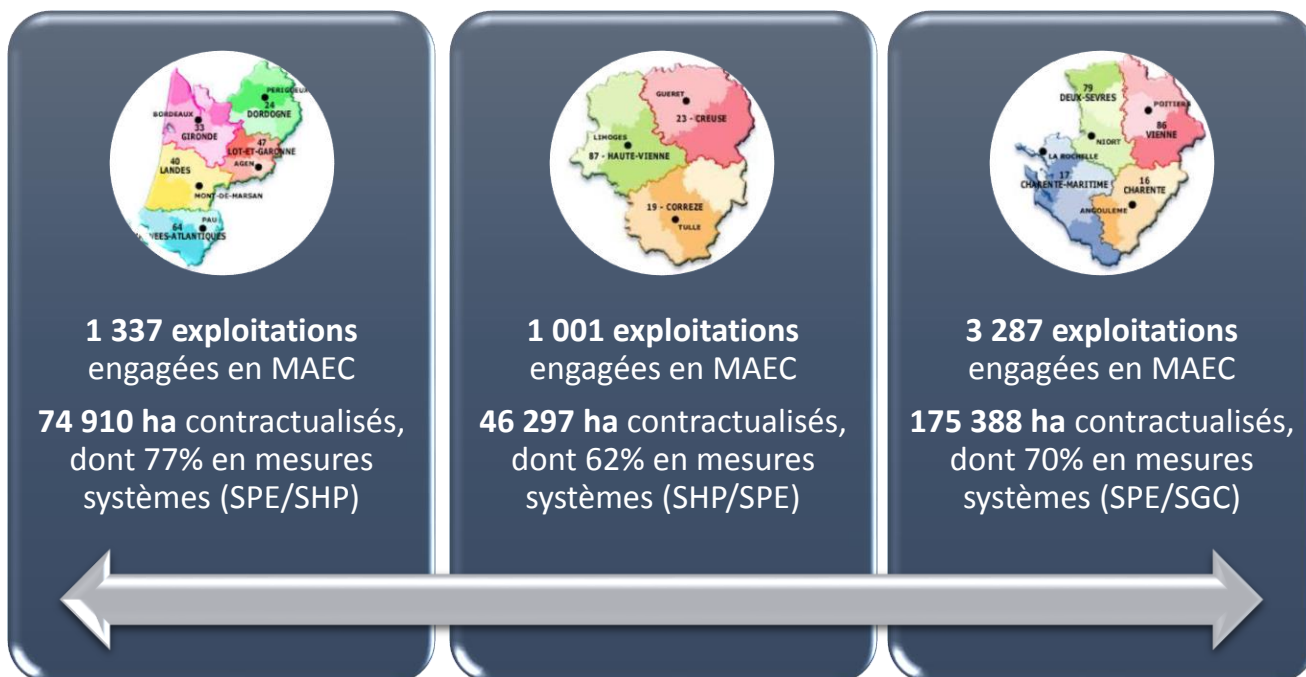 PERIGUEUX
24
DORDOGNE
BORDEAUX
33
GIRONDE
47
LOT-ET-GARONNE
AGEN
40
LANDES
MONT-DE-MARSAN
PAU
64
EES-ATLANTIQUES
1 337 exploitations
engagées en MAEC
74 910 ha contractualisés,
dont 77% en mesures
systèmes (SPE/SHP)
GUERET
23 - CREUSE
LIMOGES
87 - HAUTE-VIENNE
19 - CORREZE
TULLE
1 001 exploitations
engagées en MAEC
46 297 ha contractualisés,
dont 62% en mesures
systèmes (SHP/SPE)
79
DEUX-SEVRES
POITIERS
86
VIENNE
NIORT
LA ROCHELLE
17
CHARENTE-MARITIME
16
CHARENTE
ANGOULEME
3 287 exploitations
engagées en MAEC
175 388 ha contractualisés,
dont 70% en mesures
systèmes (SPE/SGC)